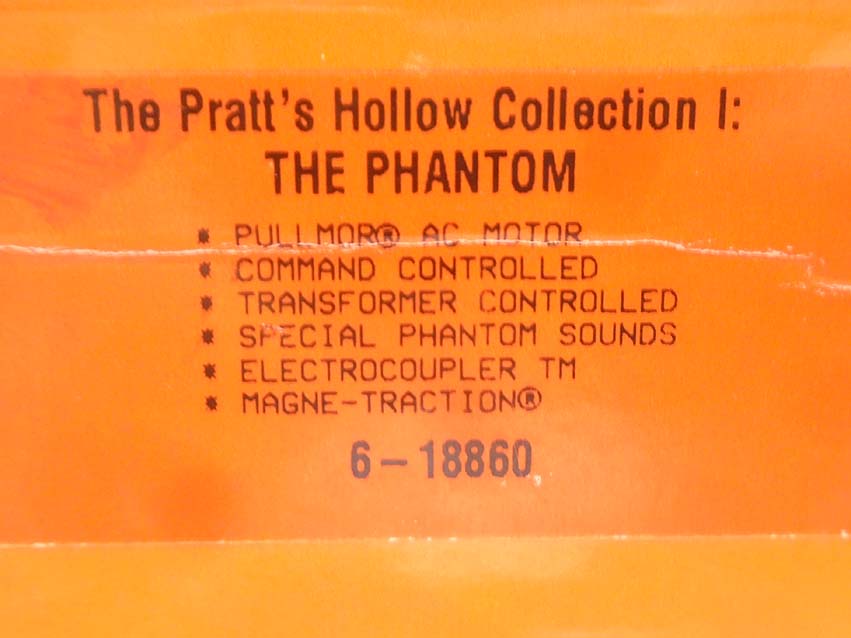 The Pratt's Hollow Collection I:
THE PHANTOM
* PULLMOR® AC MOTOR
* COMMAND CONTROLLED
* TRANSFORMER CONTROLLED
* SPECIAL PHANTOM SOUNDS
* ELECTROCOUPLER TM
* MAGNE-TRACTION®
6-18860